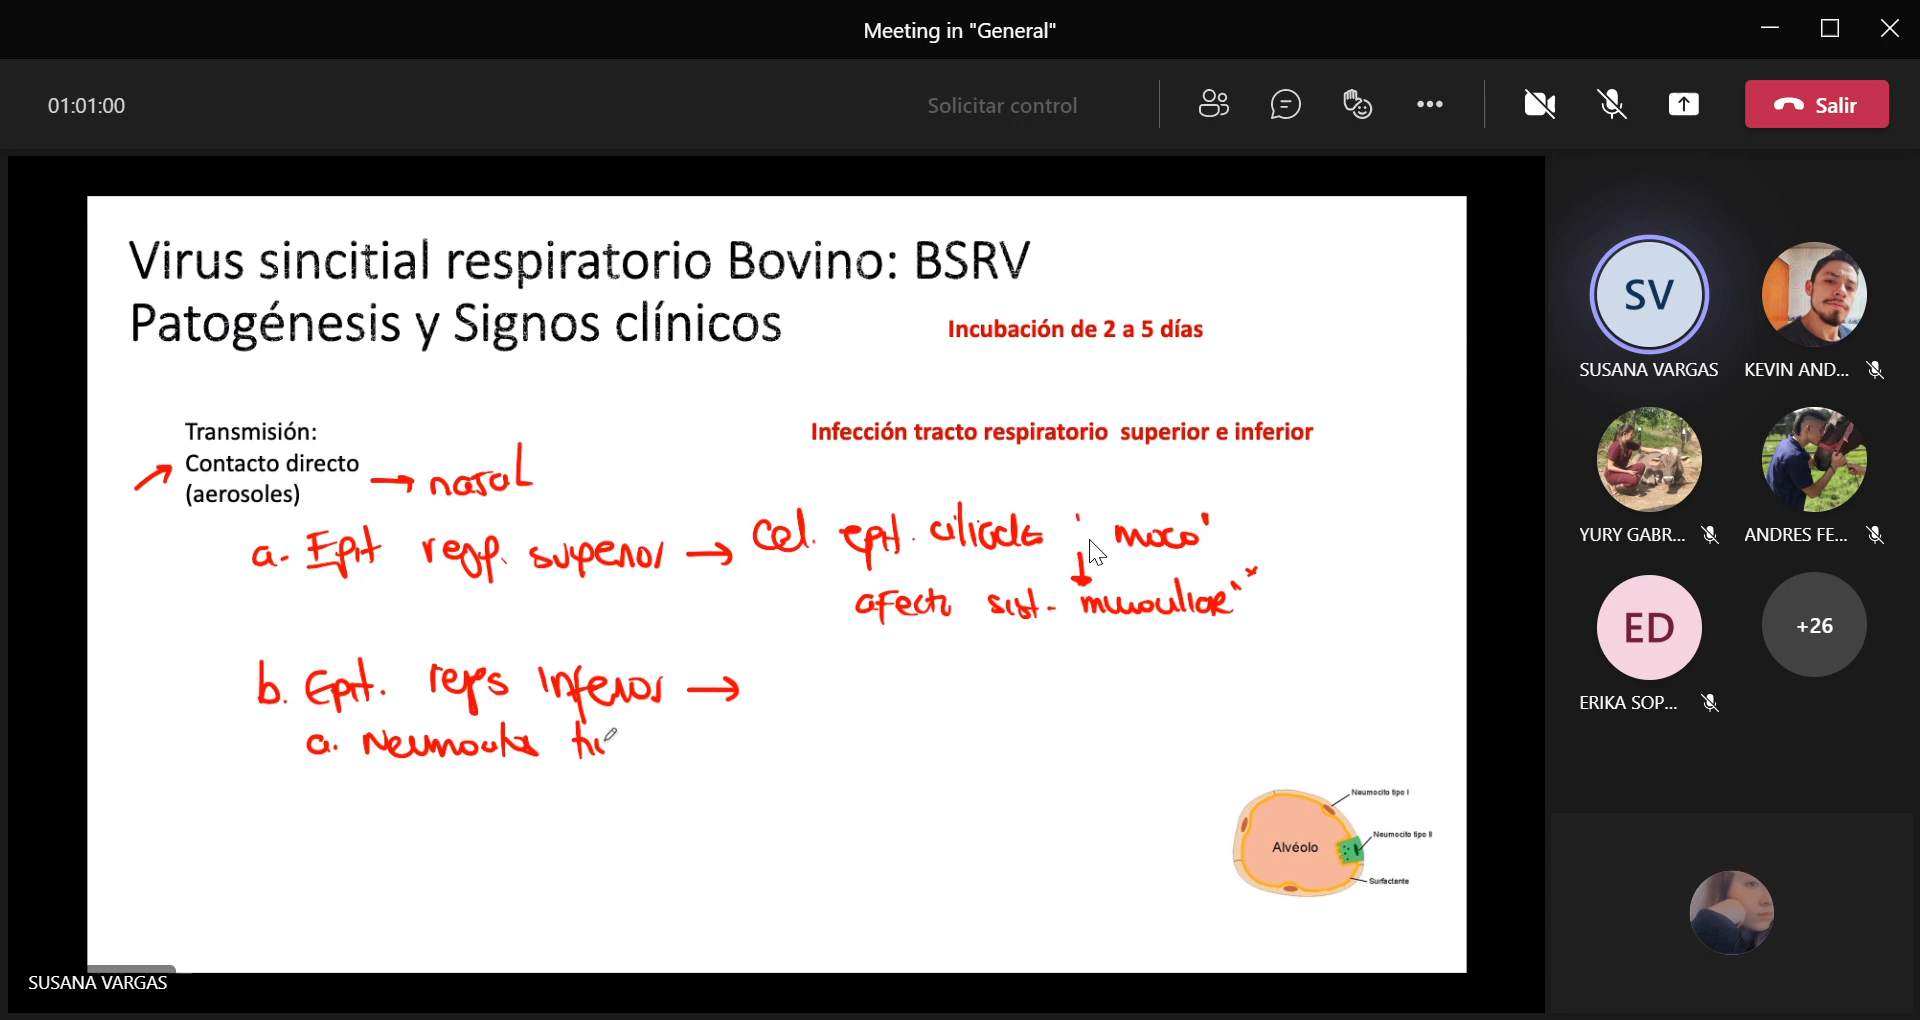 Meeting in "General"
01:01:00
Solicitar control
Salir
Virus sincitial respiratorio Bovino: BSRV
Patogénesis y Signos clínicos
Incubación de 2 a 5 días
Transmisión:
Contacto directo
(aerosoles)
nasal
Infección tracto respiratorio superior e inferior
a. Epit resp. superior → cel. epit. ciliada
moco
afecta sist. mucociliar
b. Epit. resp inferior →
a. Neumocitos ti
Neumocito tipo I
Neumocito tipo II
Alvéolo
Surfactante
SV
SUSANA VARGAS
KEVIN AND...
YURY GABR...
ANDRES FE...
ED
+26
ERIKA SOP...
SUSANA VARGAS